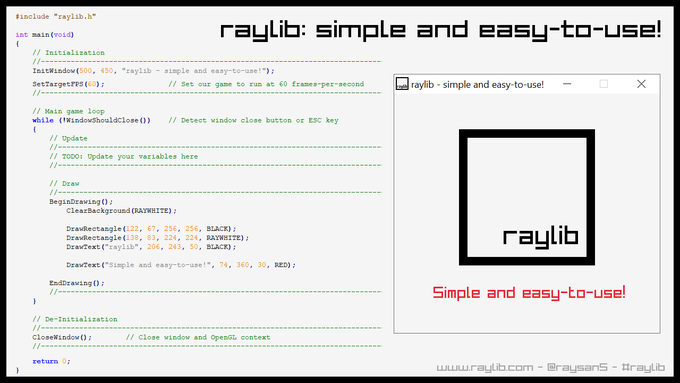 #include "raylib.h"
raylib: simple and easy-to-use!
int main(void)
{
// Initialization
//--------------------------------------------------------------------------------------
InitWindow(500, 450, "raylib - simple and easy-to-use!");
SetTargetFPS(60); // Set our game to run at 60 frames-per-second
//--------------------------------------------------------------------------------------
// Main game loop
while (!WindowShouldClose()) // Detect window close button or ESC key
{
// Update
//----------------------------------------------------------------------------------
// TODO: Update your variables here
//----------------------------------------------------------------------------------
// Draw
//----------------------------------------------------------------------------------
BeginDrawing();
ClearBackground(RAYWHITE);
DrawRectangle(122, 67, 256, 256, BLACK);
DrawRectangle(138, 83, 224, 224, RAYWHITE);
DrawText("raylib", 206, 243, 50, BLACK);
DrawText("Simple and easy-to-use!", 74, 360, 30, RED);
EndDrawing();
//----------------------------------------------------------------------------------
}
// De-Initialization
//--------------------------------------------------------------------------------------
CloseWindow(); // Close window and OpenGL context
//--------------------------------------------------------------------------------------
return 0;
}
raylib
raylib - simple and easy-to-use!
raylib
Simple and easy-to-use!
www.raylib.com - @raysan5 - #raylib